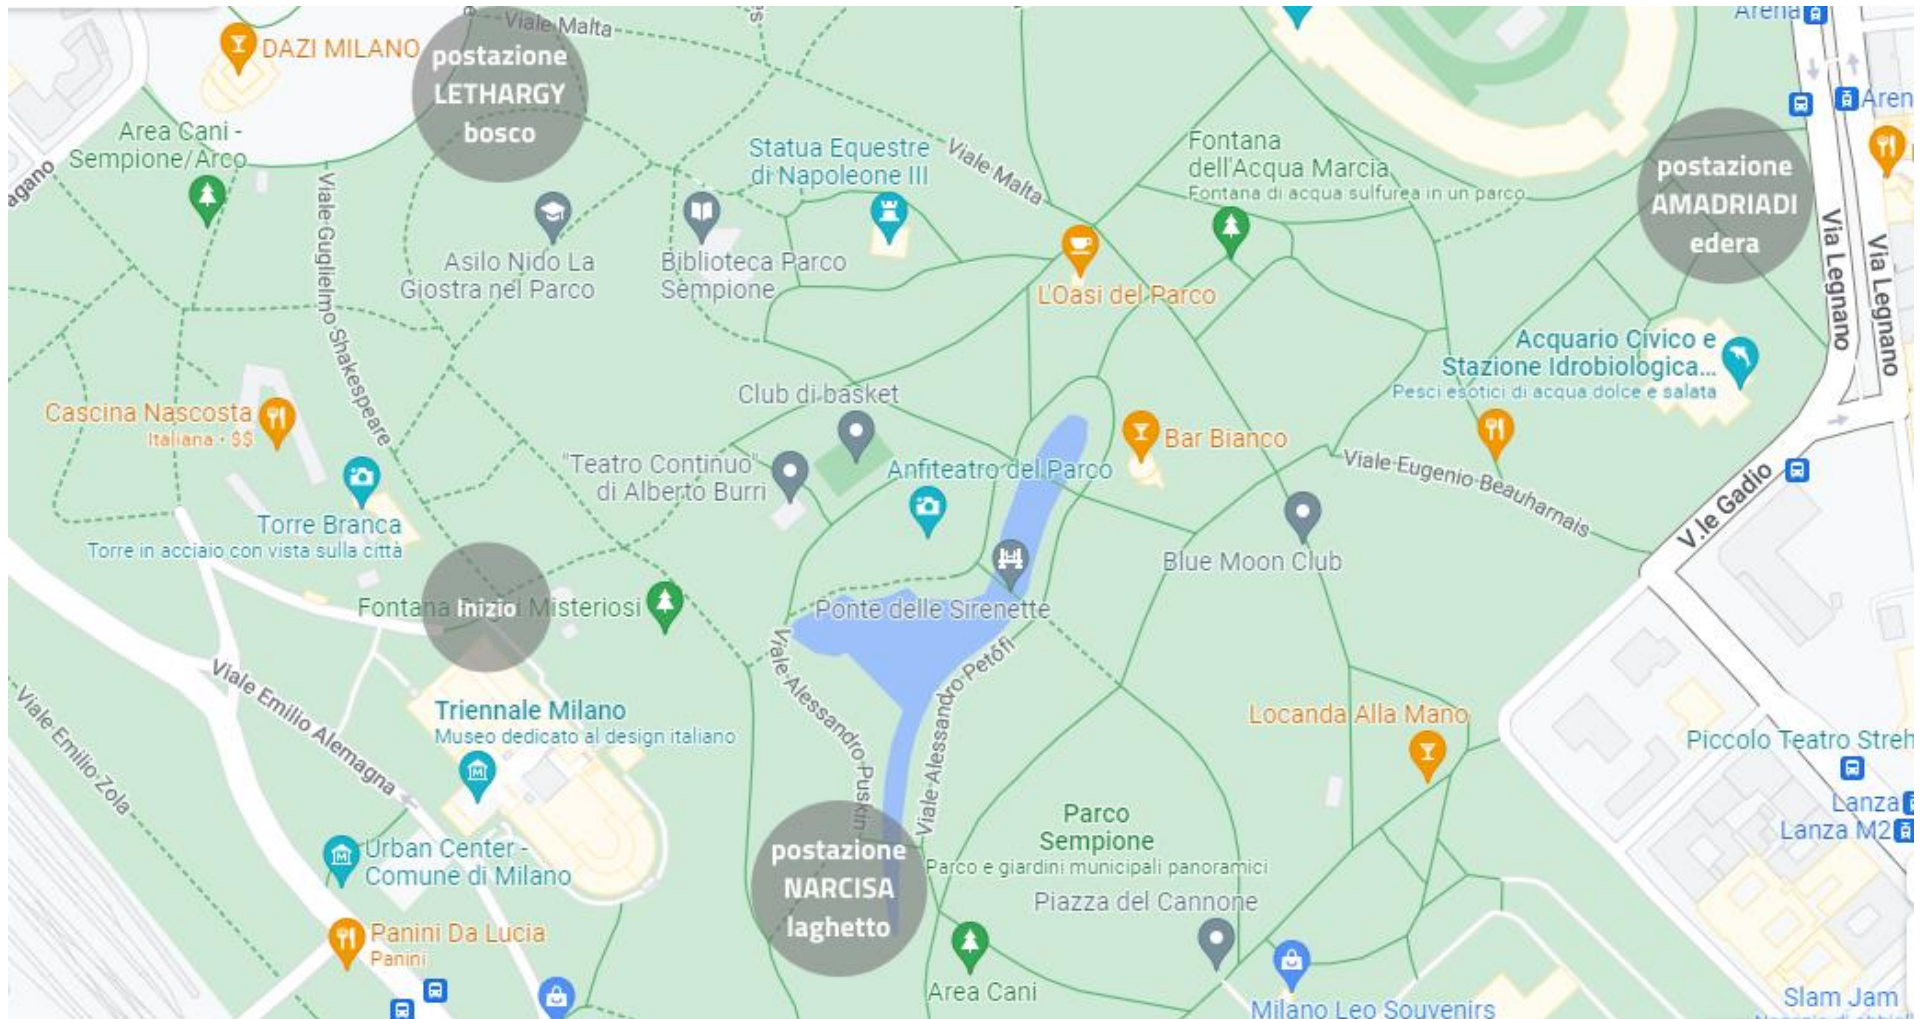 Arena
Viale Malta
DAZI MILANO
postazione
LETHARGY
bosco
Area Cani -
Sempione/Arco
Statua Equestre
di Napoleone III
Viale Malta
Fontana
dell'Acqua Marcia
Fontana di acqua sulfurea in un parco
postazione
AMADRIADI
edera
Aren
agano
Viale Guglielmo Shakespeare
Asilo Nido La
Giostra nel Parco
Biblioteca Parco
Sempione
L'Oasi del Parco
Via Legnano
Via Legnano
Acquario Civico e
Stazione Idrobiologica...
Pesci esotici di acqua dolce e salata
Cascina Nascosta
Italiana • $$
Club di basket
"Teatro Continuo"
di Alberto Burri
Anfiteatro del Parco
Bar Bianco
Viale Eugenio Beauharnais
V.le Gadio
Torre Branca
Torre in acciaio con vista sulla città
Blue Moon Club
Inizio
Fontana
i Misteriosi
Ponte delle Sirenette
Viale Emilio Alemagna
Viale Emilio Zola
Viale Alessandro Puskin
Viale Alessandro Petőfi
Triennale Milano
Museo dedicato al design italiano
Locanda Alla Mano
Piccolo Teatro Streh
Lanza
Lanza M2
Parco
Sempione
Parco e giardini municipali panoramici
postazione
NARCISA
laghetto
Urban Center -
Comune di Milano
Piazza del Cannone
Panini Da Lucia
Panini
Area Cani
Milano Leo Souvenirs
Slam Jam